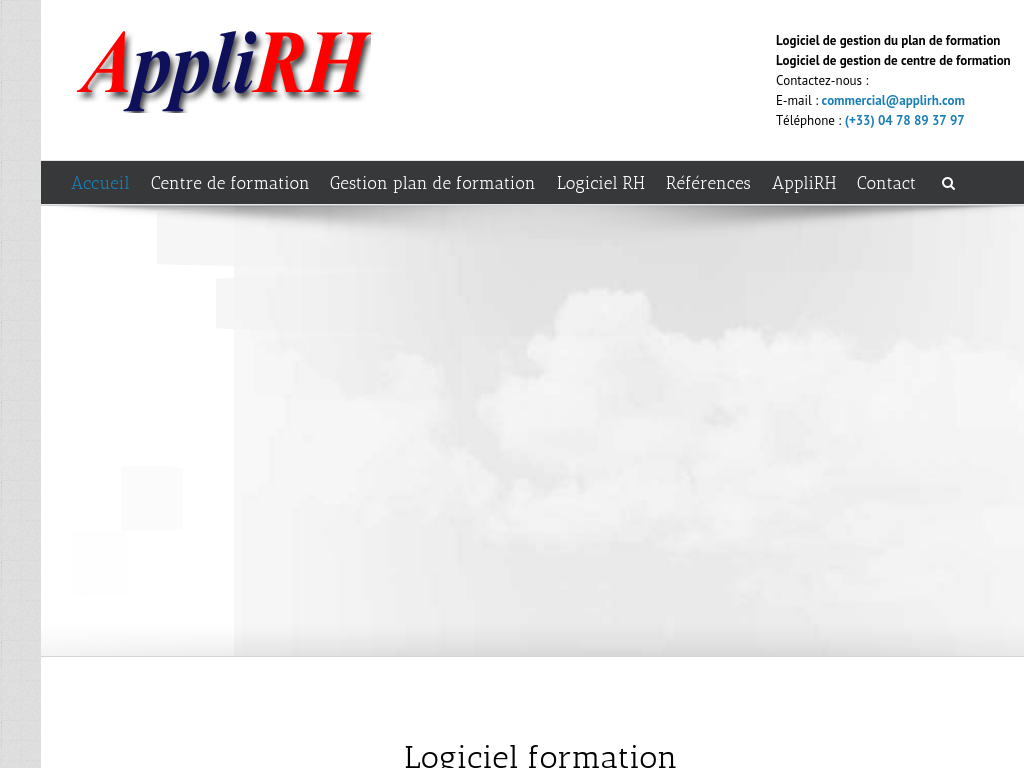 AppliRH
Logiciel de gestion du plan de formation
Logiciel de gestion de centre de formation
Contactez-nous :
E-mail : commercial@applirh.com
Téléphone : (+33) 04 78 89 37 97
Accueil Centre de formation Gestion plan de formation Logiciel RH Références AppliRH Contact
Logiciel formation